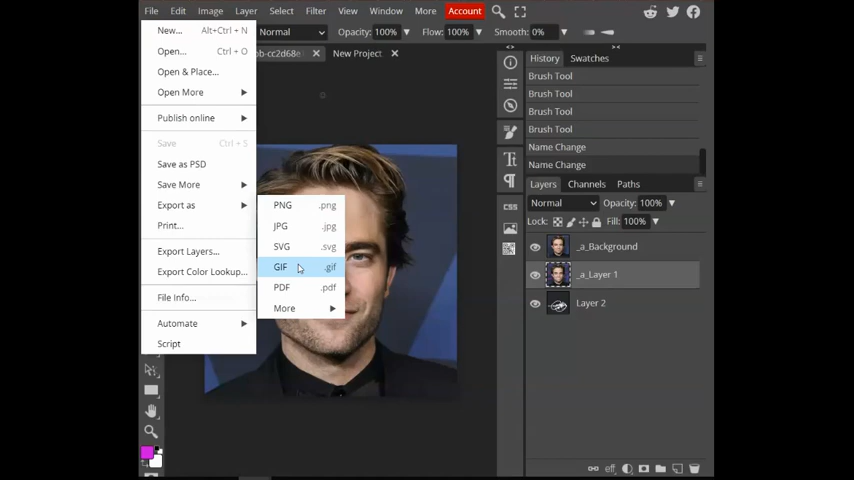 File Edit Image Layer Select Filter View Window More Account
Normal Opacity: 100% Flow: 100% Smooth: 0%
New Project
New... Alt+Ctrl + N
Open... Ctrl + O
Open & Place...
Open More
Publish online
Save Ctrl + S
Save as PSD
Save More
Export as
Print...
Export Layers...
Export Color Lookup...
File Info...
Automate
Script
PNG .png
JPG .jpg
SVG .svg
GIF .gif
PDF .pdf
More
History Swatches
Brush Tool
Brush Tool
Brush Tool
Brush Tool
Name Change
Name Change
Layers Channels Paths
Normal Opacity: 100%
Lock: Fill: 100%
_a_Background
_a_Layer 1
Layer 2
CSS
eff